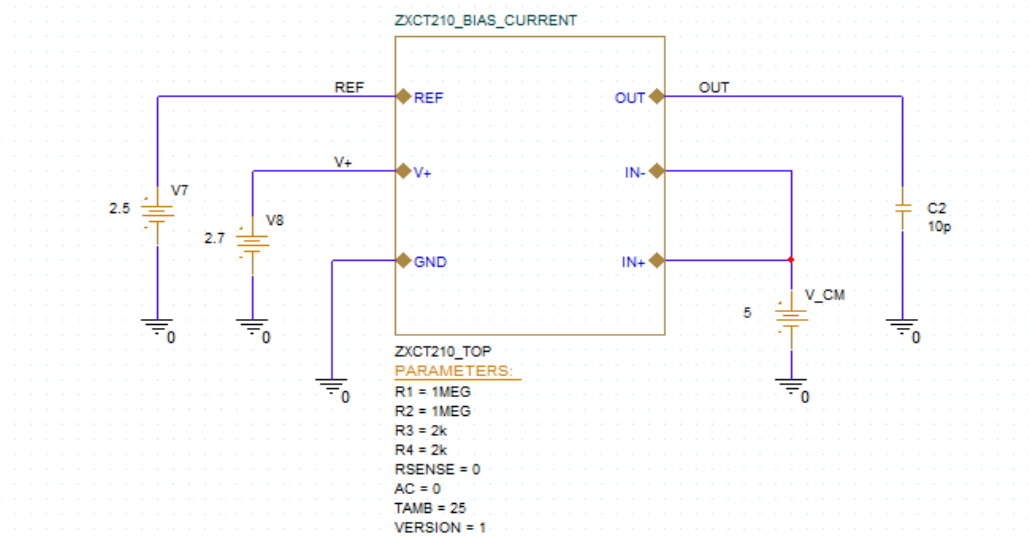 ZXCT210_BIAS_CURRENT
REF
REF
OUT
OUT
V+
V+
IN-
V7
2.5
V8
2.7
C2
10p
GND
IN+
V_CM
5
0
0
0
0
0
ZXCT210_TOP
PARAMETERS:
R1 = 1MEG
R2 = 1MEG
R3 = 2k
R4 = 2k
RSENSE = 0
AC = 0
TAMB = 25
VERSION = 1